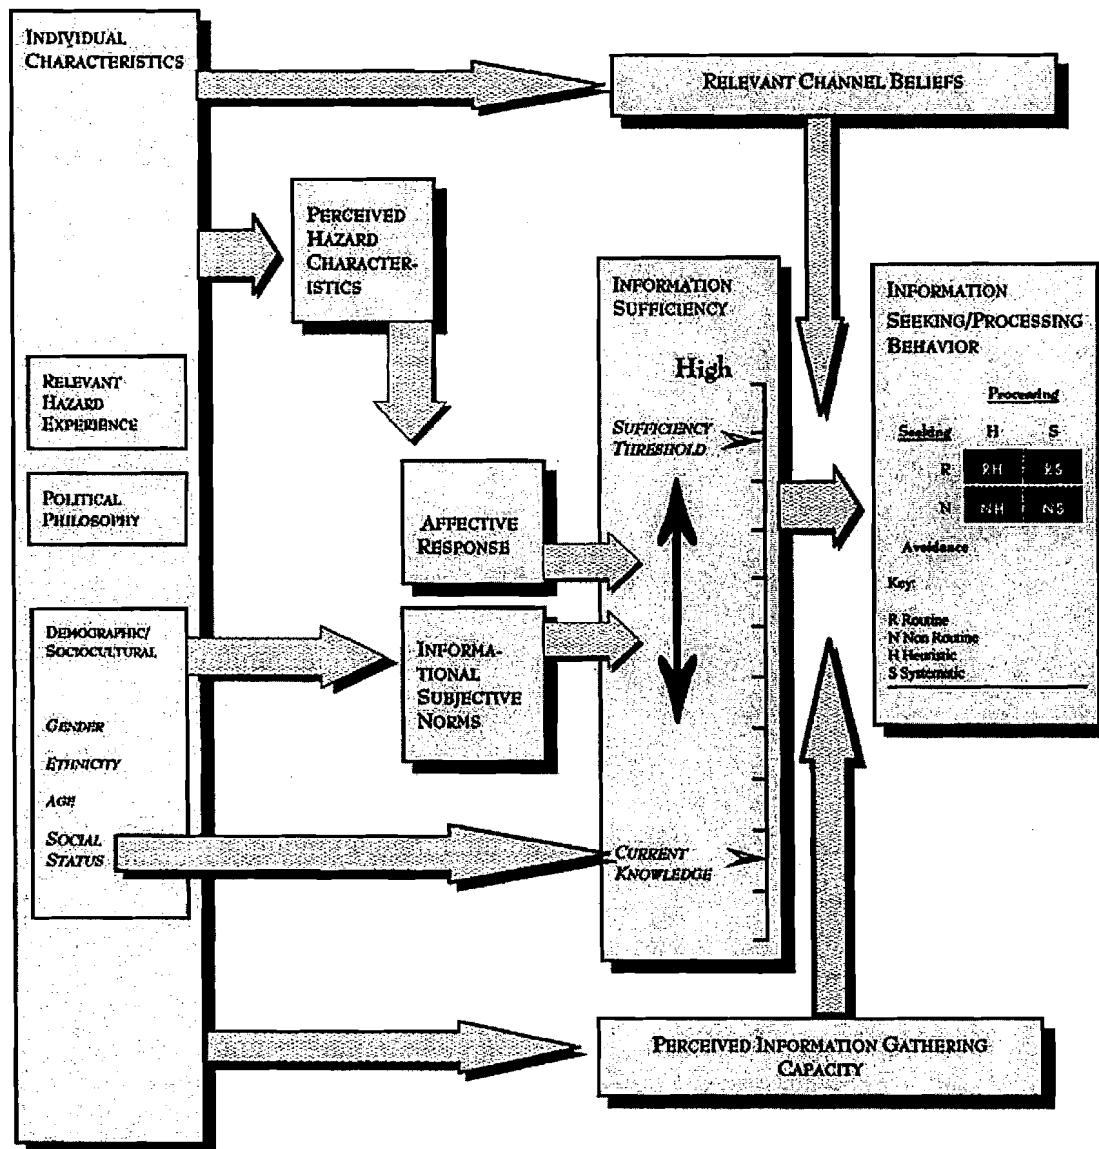 INDIVIDUAL
CHARACTERISTICS
RELEVANT CHANNEL BELIEFS
PERCEIVED
HAZARD
CHARACTER-
ISTICS
INFORMATION
SUFFICIENCY
High
SUFFICIENCY
THRESHOLD
INFORMATION
SEEKING/PROCESSING
BEHAVIOR
Processing
Seeking H S
R RH RS
N NH NS
Avoidance
Key:
R Routine
N Non Routine
H Heuristic
S Systematic
RELEVANT
HAZARD
EXPERIENCE
POLITICAL
PHILOSOPHY
AFFECTIVE
RESPONSE
DEMOGRAPHIC/
SOCIOCULTURAL
INFORMA-
TIONAL
SUBJECTIVE
NORMS
GENDER
ETHNICITY
AGE
SOCIAL
STATUS
CURRENT
KNOWLEDGE
PERCEIVED INFORMATION GATHERING
CAPACITY